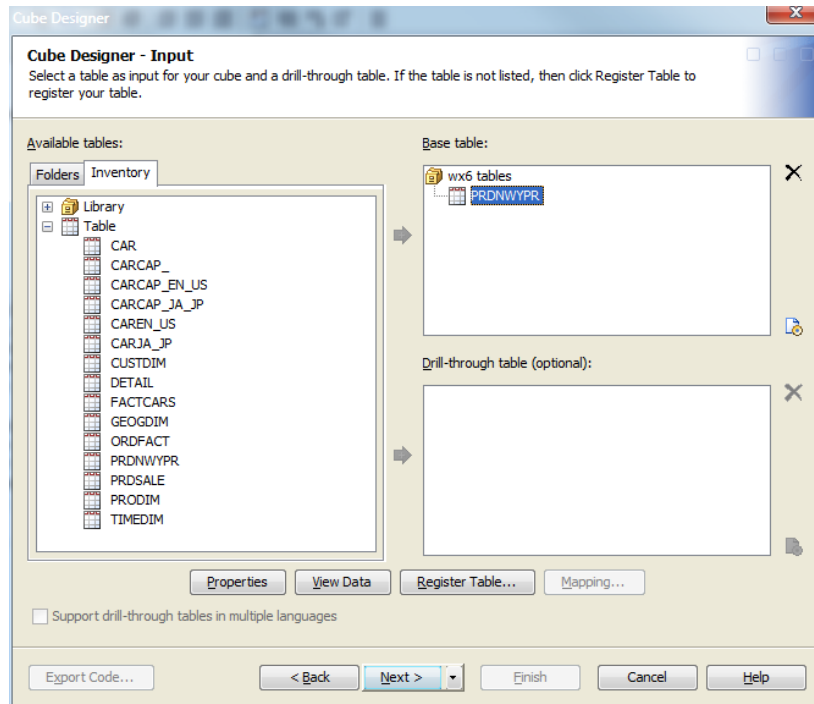 Cube Designer
Cube Designer - Input
Select a table as input for your cube and a drill-through table. If the table is not listed, then click Register Table to
register your table.
Available tables:
Base table:
Folders
Inventory
Library
Table
CAR
CARCAP_
CARCAP_EN_US
CARCAP_JA_JP
CAREN_US
CARJA_JP
CUSTDIM
DETAIL
FACTCARS
GEOGDIM
ORDFACT
PRDNWYPR
PRDSALE
PRODIM
TIMEDIM
wx6 tables
PRDNWYPR
Drill-through table (optional):
Properties
View Data
Register Table...
Mapping...
Support drill-through tables in multiple languages
Export Code...
< Back
Next >
Finish
Cancel
Help